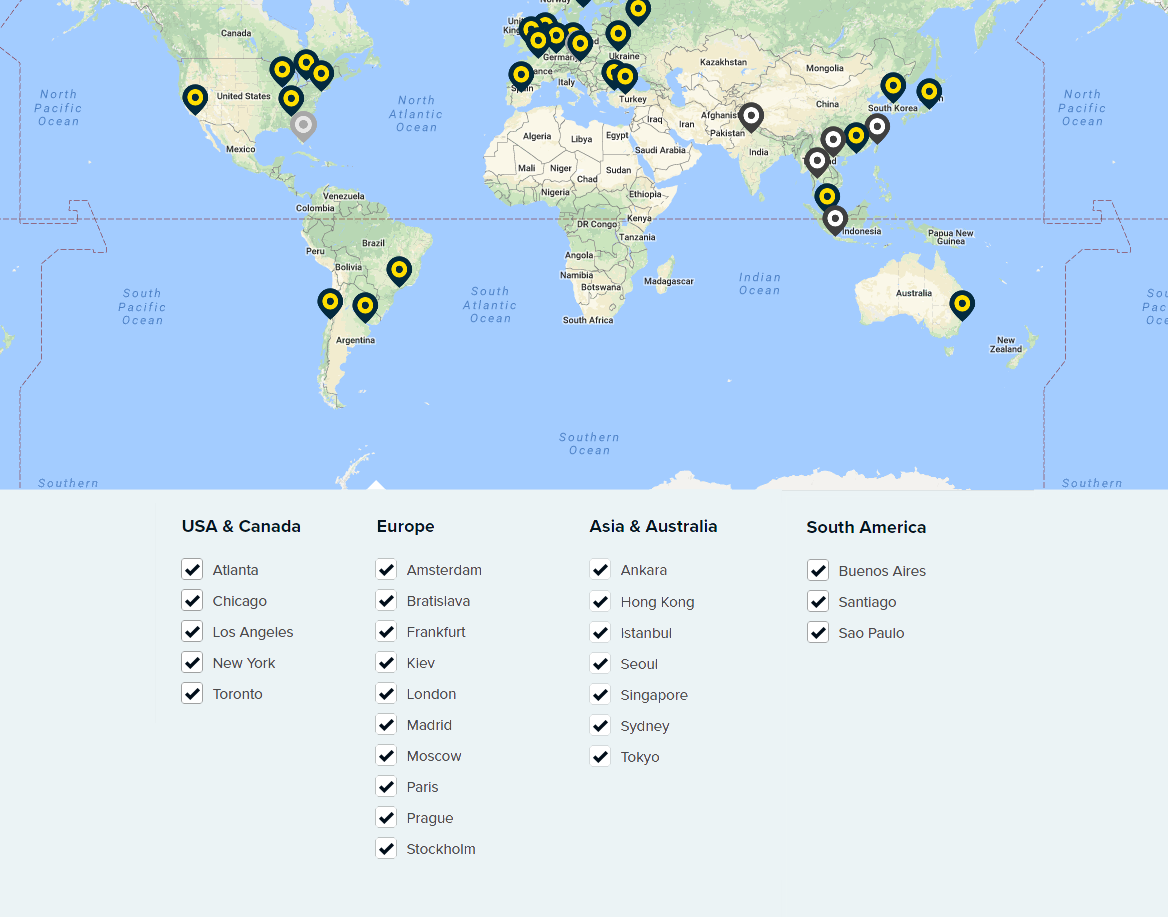 Norway
Canada
United
Kingdom
Germany
Ukraine
Kazakhstan
Mongolia
France
Italy
Spain
Turkey
North
Pacific
Ocean
United States
North
Atlantic
Ocean
China
South Korea
North
Pacific
Ocean
Mexico
Algeria
Libya
Egypt
Iraq
Iran
Afghanis
Pakistan
Saudi Arabia
India
Mali
Niger
Chad
Sudan
Nigeria
Ethiopia
Venezuela
Colombia
DR Congo
Kenya
Tanzania
Indonesia
Papua New
Guinea
Peru
Brazil
Bolivia
Angola
Namibia
Botswana
Madagascar
South
Pacific
Ocean
South
Atlantic
Ocean
Indian
Ocean
Australia
South Africa
Argentina
New
Zealand
Southern
Ocean
Southern
Southern
USA & Canada
Atlanta
Chicago
Los Angeles
New York
Toronto
Europe
Amsterdam
Bratislava
Frankfurt
Kiev
London
Madrid
Moscow
Paris
Prague
Stockholm
Asia & Australia
Ankara
Hong Kong
Istanbul
Seoul
Singapore
Sydney
Tokyo
South America
Buenos Aires
Santiago
Sao Paulo